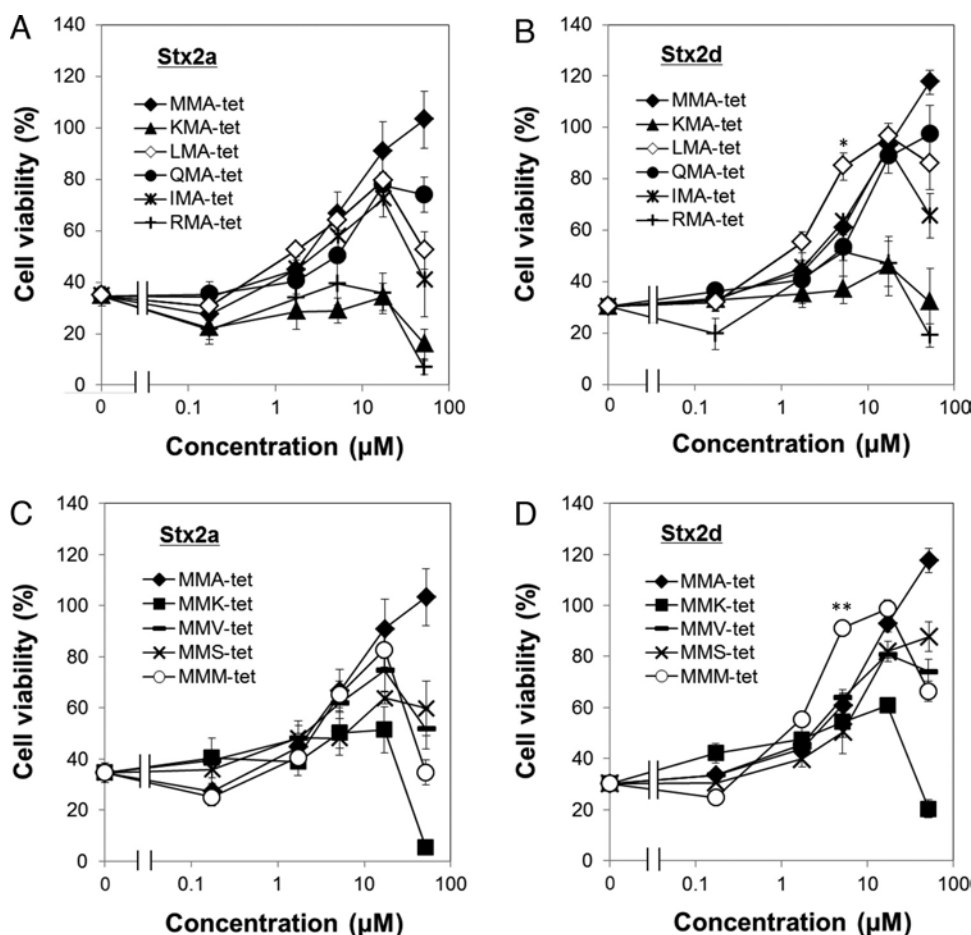 A
Stx2a
MMA-tet
KMA-tet
LMA-tet
QMA-tet
IMA-tet
RMA-tet
Cell viability (%)
140
120
100
80
60
40
20
0
0
0.1
1
10
100
Concentration (µM)
B
Stx2d
MMA-tet
KMA-tet
LMA-tet
QMA-tet
IMA-tet
RMA-tet
*
Cell viability (%)
140
120
100
80
60
40
20
0
0
0.1
1
10
100
Concentration (µM)
C
Stx2a
MMA-tet
MMK-tet
MMV-tet
MMS-tet
MMM-tet
Cell viability (%)
140
120
100
80
60
40
20
0
0
0.1
1
10
100
Concentration (µM)
D
Stx2d
MMA-tet
MMK-tet
MMV-tet
MMS-tet
MMM-tet
**
Cell viability (%)
140
120
100
80
60
40
20
0
0
0.1
1
10
100
Concentration (µM)